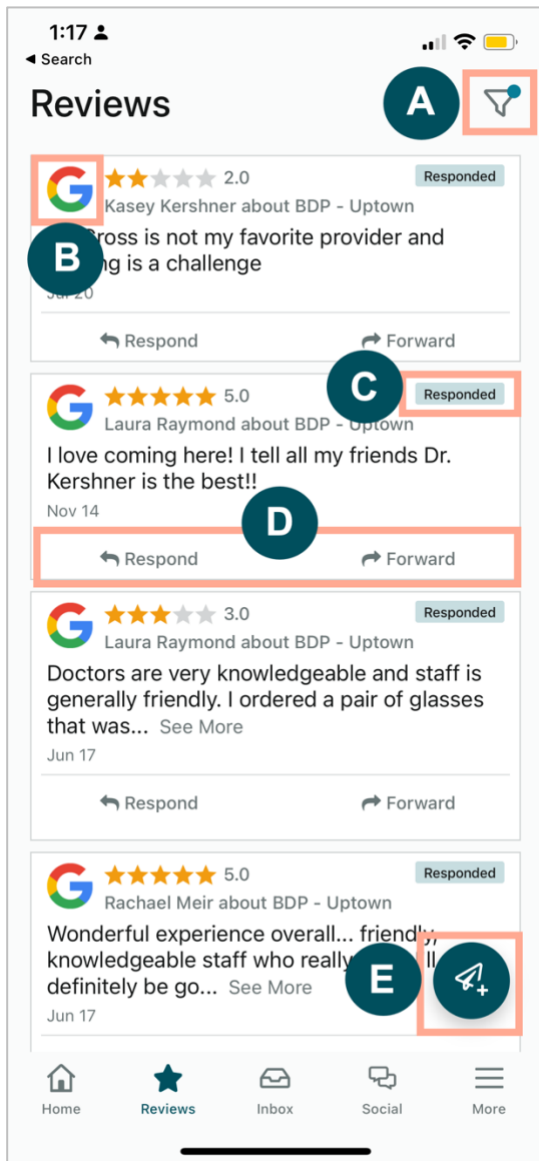 1:17
◀ Search
Reviews
A
2.0
Responded
Kasey Kershner about BDP - Uptown
ross is not my favorite provider and
B
ng is a challenge
20
Respond
Forward
C
5.0
Responded
Laura Raymond about BDP - Uptown
I love coming here! I tell all my friends Dr.
Kershner is the best!!
Nov 14
D
Respond
Forward
3.0
Responded
Laura Raymond about BDP - Uptown
Doctors are very knowledgeable and staff is
generally friendly. I ordered a pair of glasses
that was... See More
Jun 17
Respond
Forward
5.0
Responded
Rachael Meir about BDP - Uptown
Wonderful experience overall... friendly,
knowledgeable staff who really
definitely be go... See More
E
Jun 17
Home
Reviews
Inbox
Social
More